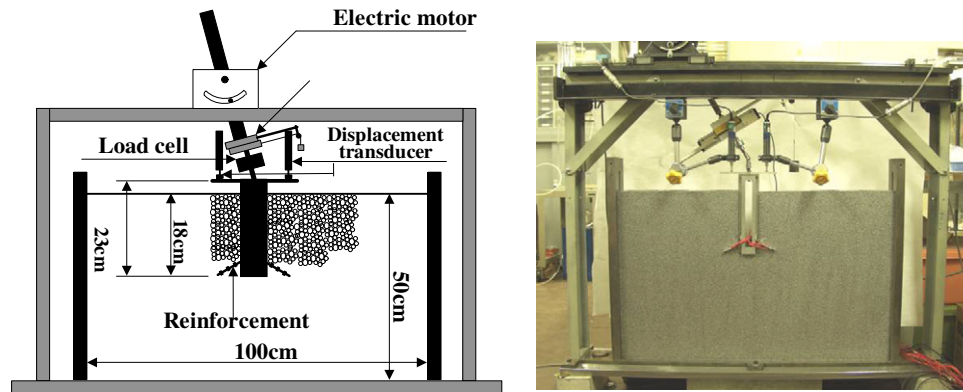 Electric motor
Displacement
transducer
Load cell
23cm
18cm
50cm
Reinforcement
100cm